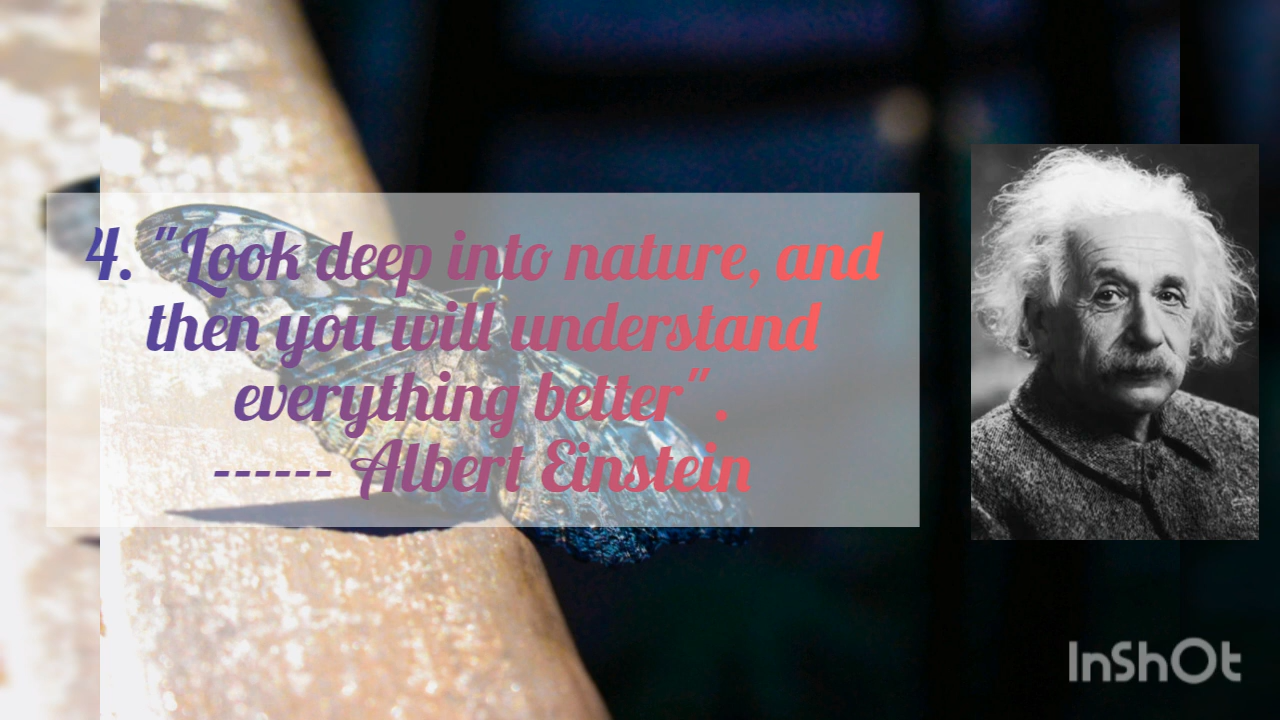 4. "Look deep into nature, and
then you will understand
everything better".
------ Albert Einstein
InShOt